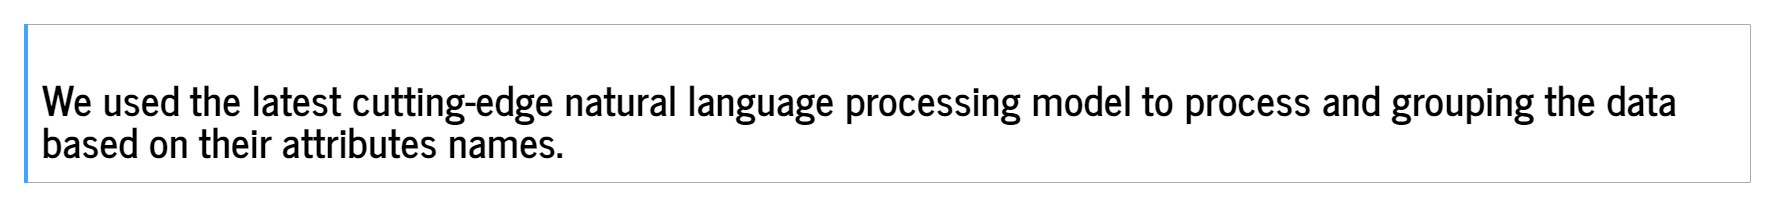 We used the latest cutting-edge natural language processing model to process and grouping the data
based on their attributes names.